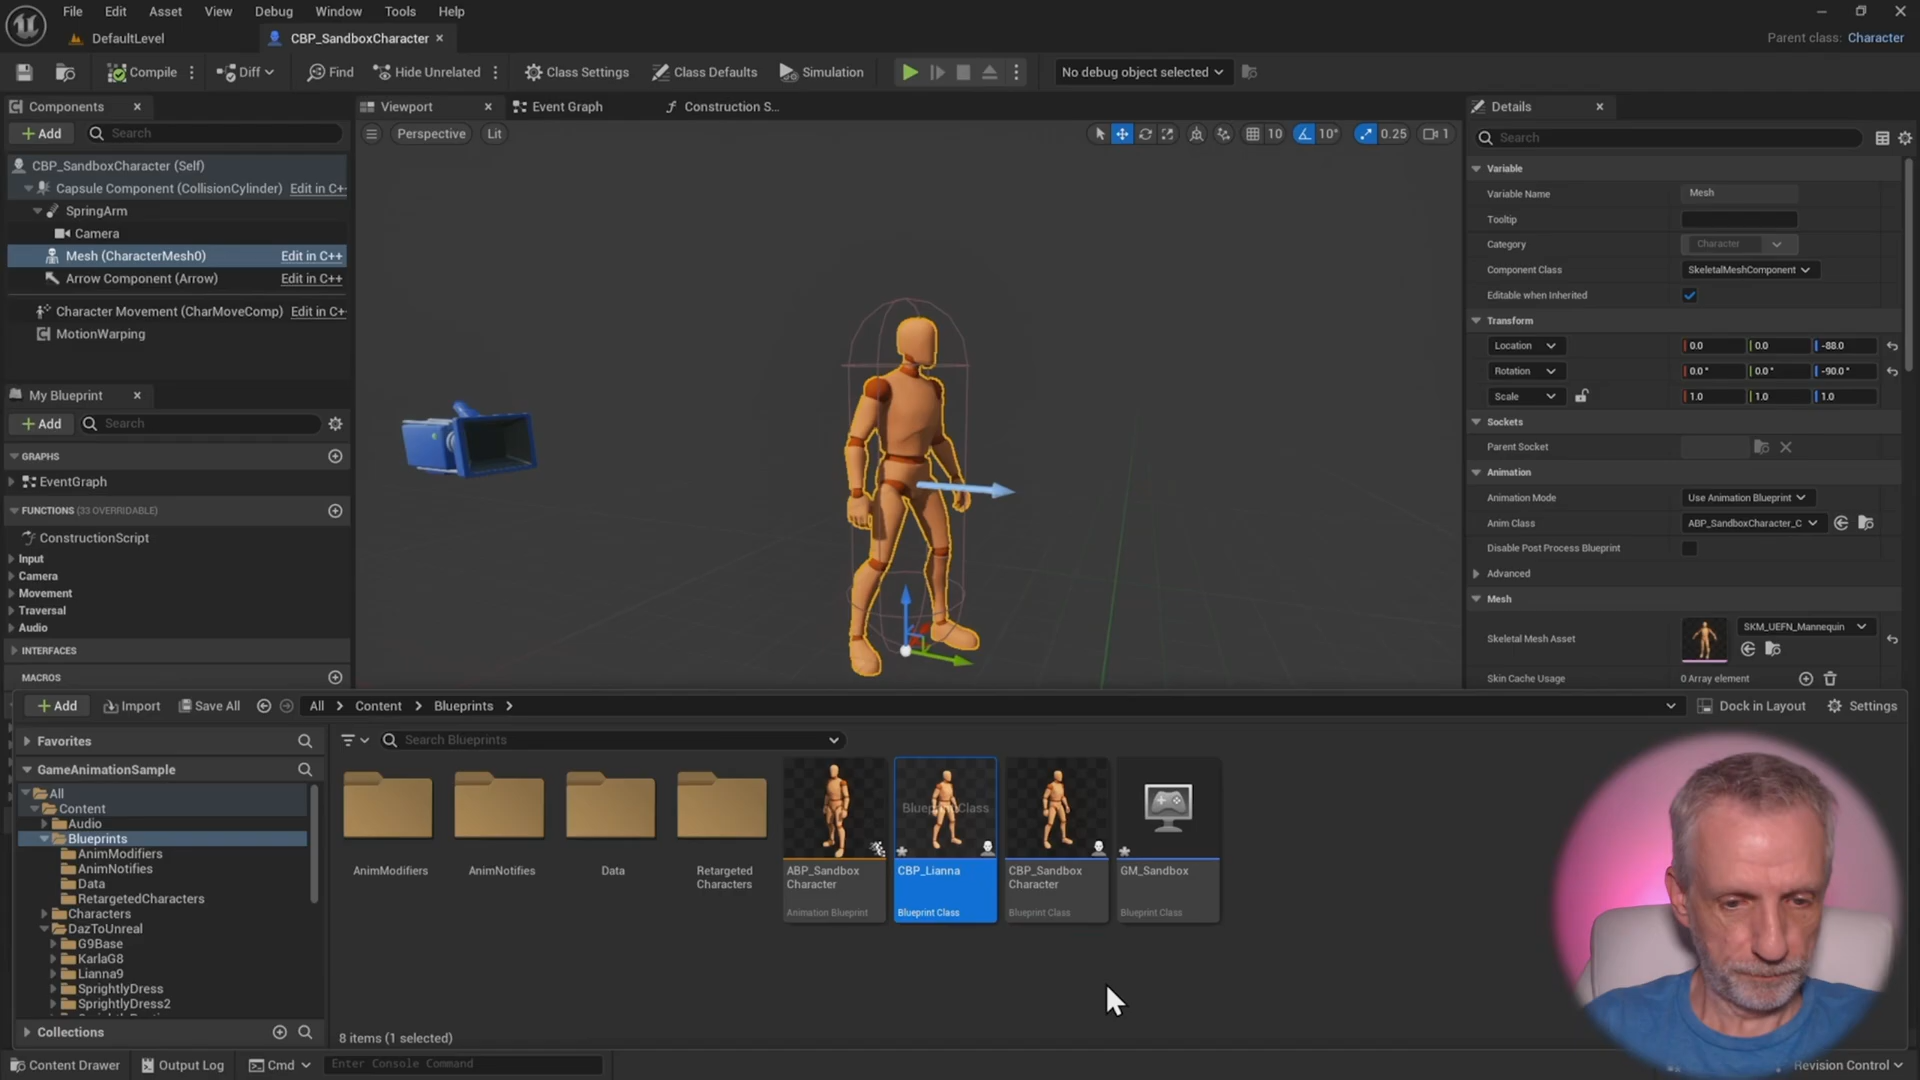 File Edit Asset View Debug Window Tools Help
DefaultLevel CBP_SandboxCharacter
Parent class: Character
Compile Diff Find Hide Unrelated Class Settings Class Defaults Simulation No debug object selected
Components
Add Search
CBP_SandboxCharacter (Self)
Capsule Component (CollisionCylinder) Edit in C+
SpringArm
Camera
Mesh (CharacterMesh0) Edit in C++
Arrow Component (Arrow) Edit in C++
Character Movement (CharMoveComp) Edit in C+
MotionWarping
My Blueprint
Add Search
GRAPHS
EventGraph
FUNCTIONS (33 OVERRIDABLE)
ConstructionScript
Input
Camera
Movement
Traversal
Audio
INTERFACES
MACROS
Viewport Event Graph Construction S...
Perspective Lit
10 10° 0.25 1
Details
Search
Variable
Variable Name Mesh
Tooltip
Category Character
Component Class SkeletalMeshComponent
Editable when Inherited
Transform
Location 0.0 0.0 -88.0
Rotation 0.0° 0.0° -90.0°
Scale 1.0 1.0 1.0
Sockets
Parent Socket
Animation
Animation Mode Use Animation Blueprint
Anim Class ABP_SandboxCharacter_C
Disable Post Process Blueprint
Advanced
Mesh
Skeletal Mesh Asset SKM_UEFN_Mannequin
Skin Cache Usage 0 Array element
Add Import Save All All Content Blueprints Dock in Layout Settings
Favorites
GameAnimationSample
All
Content
Audio
Blueprints
AnimModifiers
AnimNotifies
Data
RetargetedCharacters
Characters
DazToUnreal
G9Base
KarlaG8
Lianna9
SprightlyDress
SprightlyDress2
Collections
Search Blueprints
AnimModifiers
AnimNotifies
Data
Retargeted
Characters
ABP_Sandbox
Character
Animation Blueprint
Blueprint Class
CBP_Lianna
Blueprint Class
CBP_Sandbox
Character
Blueprint Class
GM_Sandbox
Blueprint Class
8 items (1 selected)
Content Drawer Output Log Cmd Enter Console Command Revision Control